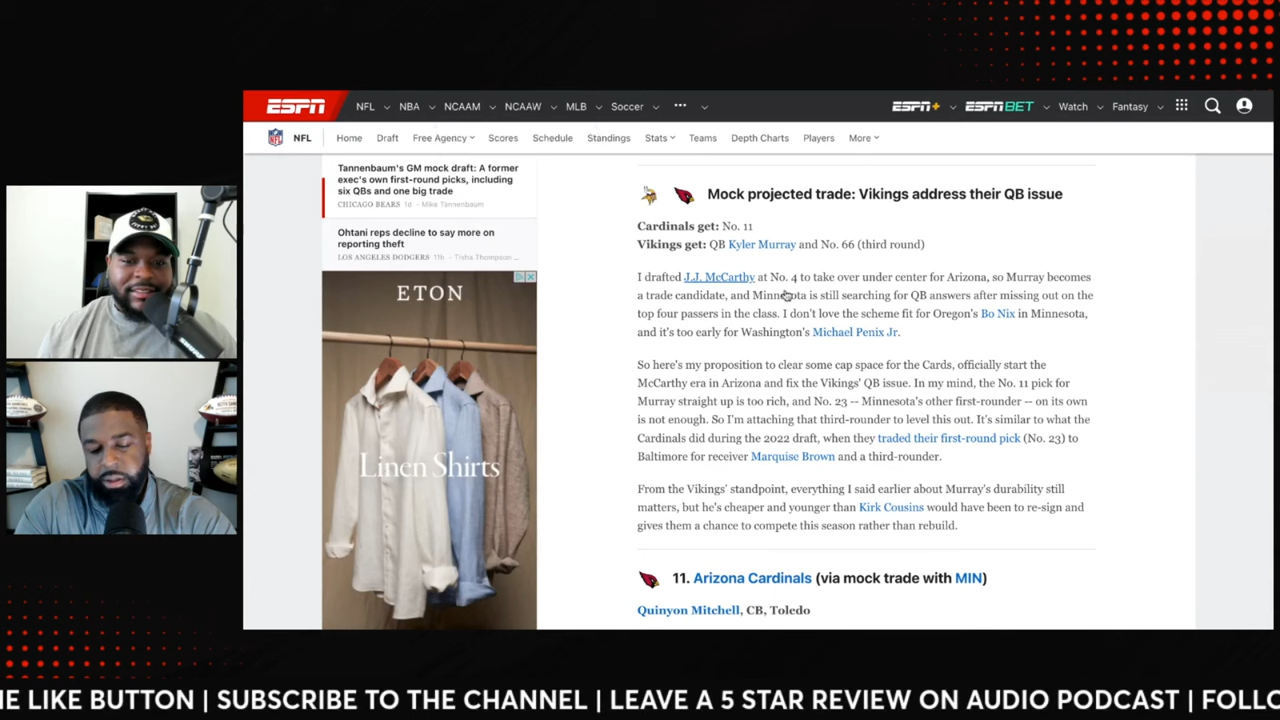 ESPN
NFL NBA NCAAM NCAAW MLB Soccer ••• ESPN+ ESPN BET Watch Fantasy
NFL Home Draft Free Agency Scores Schedule Standings Stats Teams Depth Charts Players More
Tannenbaum's GM mock draft: A former
exec's own first-round picks, including
six QBs and one big trade
CHICAGO BEARS 1d - Mike Tannenbaum
Ohtani reps decline to say more on
reporting theft
LOS ANGELES DODGERS 11h - Tisha Thompson ...
ETON
Linen Shirts
Mock projected trade: Vikings address their QB issue
Cardinals get: No. 11
Vikings get: QB Kyler Murray and No. 66 (third round)
I drafted J.J. McCarthy at No. 4 to take over under center for Arizona, so Murray becomes
a trade candidate, and Minnesota is still searching for QB answers after missing out on the
top four passers in the class. I don't love the scheme fit for Oregon's Bo Nix in Minnesota,
and it's too early for Washington's Michael Penix Jr.
So here's my proposition to clear some cap space for the Cards, officially start the
McCarthy era in Arizona and fix the Vikings' QB issue. In my mind, the No. 11 pick for
Murray straight up is too rich, and No. 23 -- Minnesota's other first-rounder -- on its own
is not enough. So I'm attaching that third-rounder to level this out. It's similar to what the
Cardinals did during the 2022 draft, when they traded their first-round pick (No. 23) to
Baltimore for receiver Marquise Brown and a third-rounder.
From the Vikings' standpoint, everything I said earlier about Murray's durability still
matters, but he's cheaper and younger than Kirk Cousins would have been to re-sign and
gives them a chance to compete this season rather than rebuild.
11. Arizona Cardinals (via mock trade with MIN)
Quinyon Mitchell, CB, Toledo
HE LIKE BUTTON | SUBSCRIBE TO THE CHANNEL | LEAVE A 5 STAR REVIEW ON AUDIO PODCAST | FOLLO